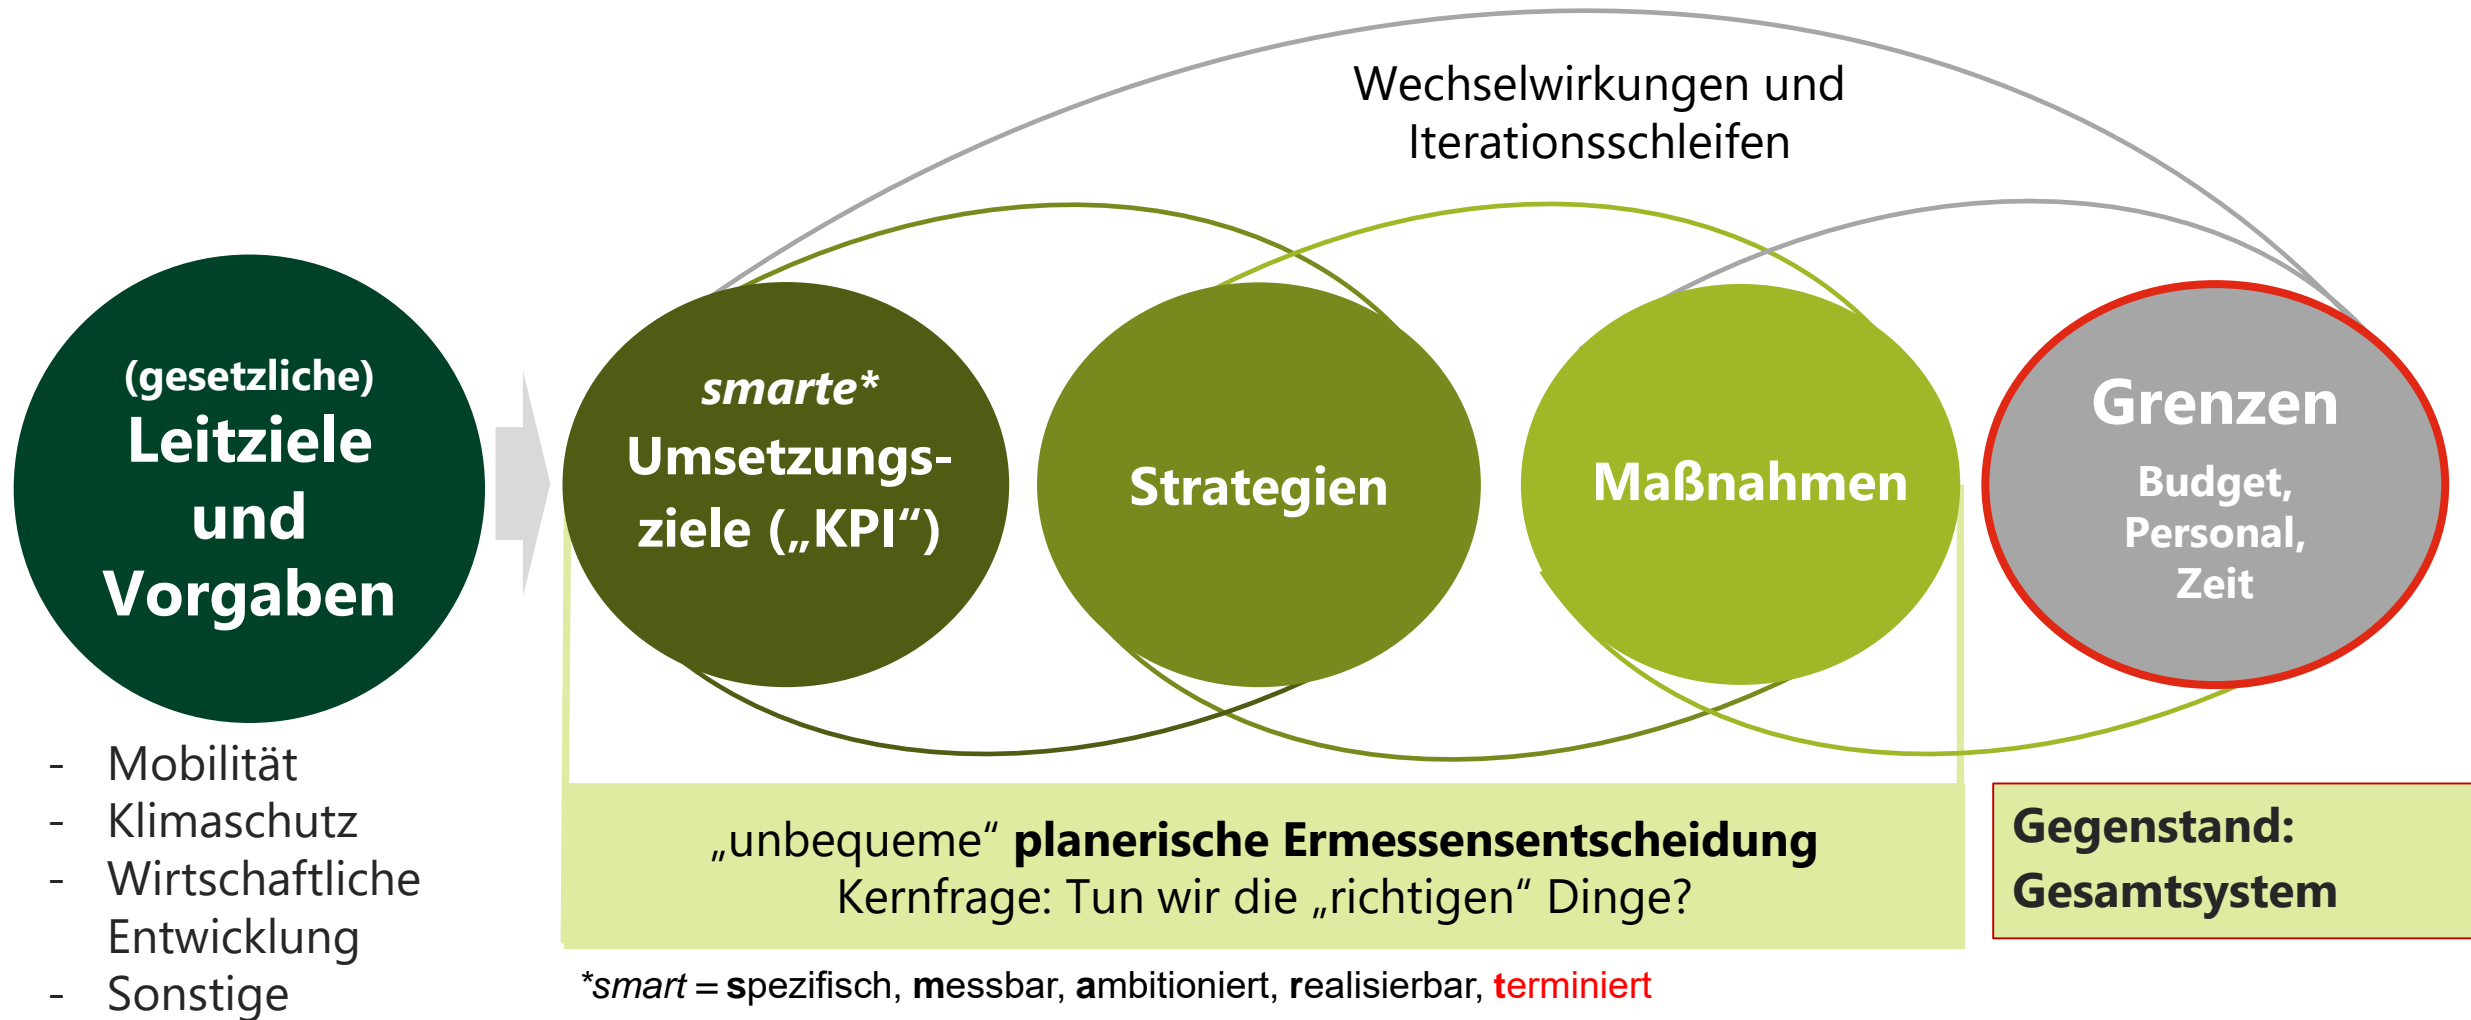 Wechselwirkungen und
Iterationsschleifen
(gesetzliche)
Leitziele
und
Vorgaben
smarte*
Umsetzungs-
ziele („KPI“)
Strategien
Maßnahmen
Grenzen
Budget,
Personal,
Zeit
- Mobilität
- Klimaschutz
- Wirtschaftliche
Entwicklung
- Sonstige
„unbequeme“ planerische Ermessensentscheidung
Kernfrage: Tun wir die „richtigen“ Dinge?
Gegenstand:
Gesamtsystem
*smart = spezifisch, messbar, ambitioniert, realisierbar, terminiert